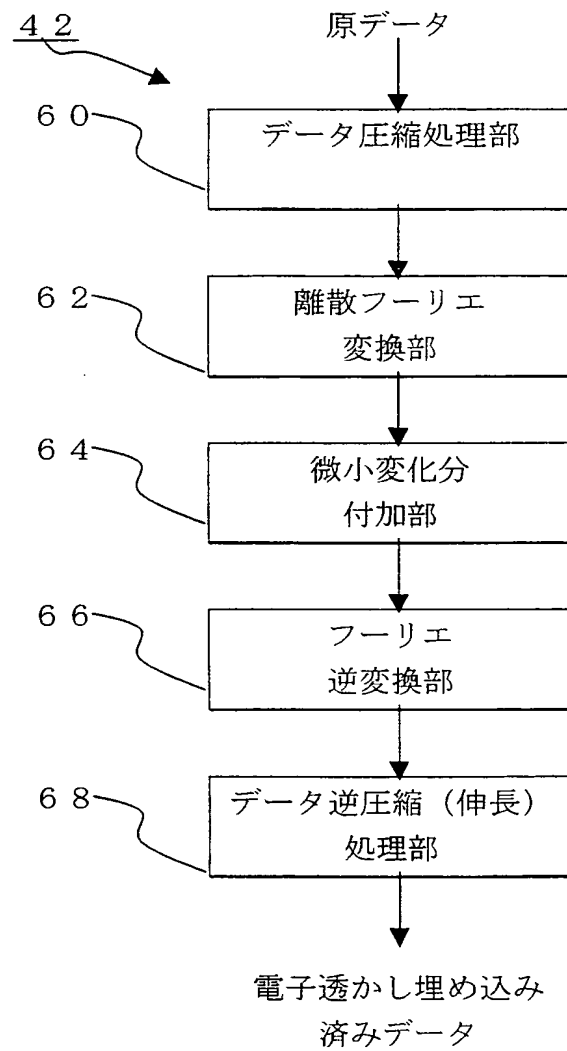 ４２
原データ
６０
データ圧縮処理部
６２
離散フーリエ
変換部
６４
微小変化分
付加部
６６
フーリエ
逆変換部
６８
データ逆圧縮（伸長）
処理部
電子透かし埋め込み
済みデータ